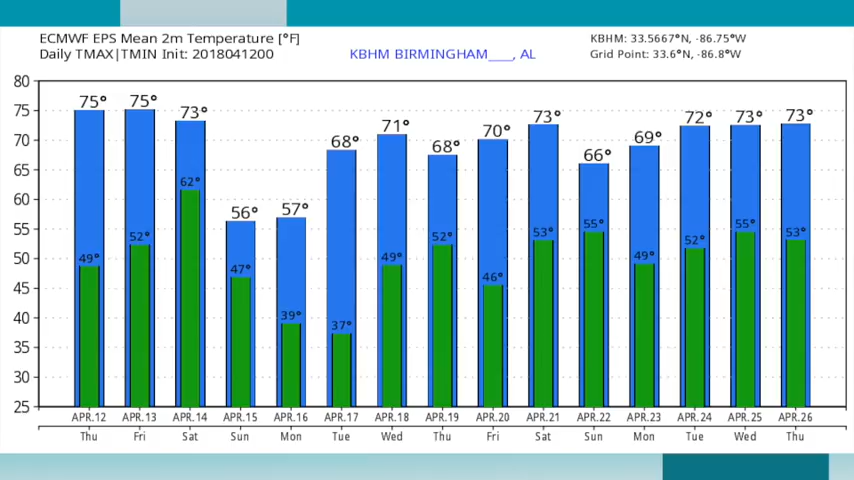 ECMWF EPS Mean 2m Temperature [°F]
Daily TMAX|TMIN Init: 2018041200
KBHM BIRMINGHAM___, AL
KBHM: 33.5667°N, -86.75°W
Grid Point: 33.6°N, -86.8°W
80
75
70
65
60
55
50
45
40
35
30
25
75° 75° 73° 56° 57° 68° 71° 68° 70° 73° 66° 69° 72° 73° 73°
49° 52° 62° 47° 39° 37° 49° 52° 46° 53° 55° 49° 52° 55° 53°
APR.12 APR.13 APR.14 APR.15 APR.16 APR.17 APR.18 APR.19 APR.20 APR.21 APR.22 APR.23 APR.24 APR.25 APR.26
Thu Fri Sat Sun Mon Tue Wed Thu Fri Sat Sun Mon Tue Wed Thu